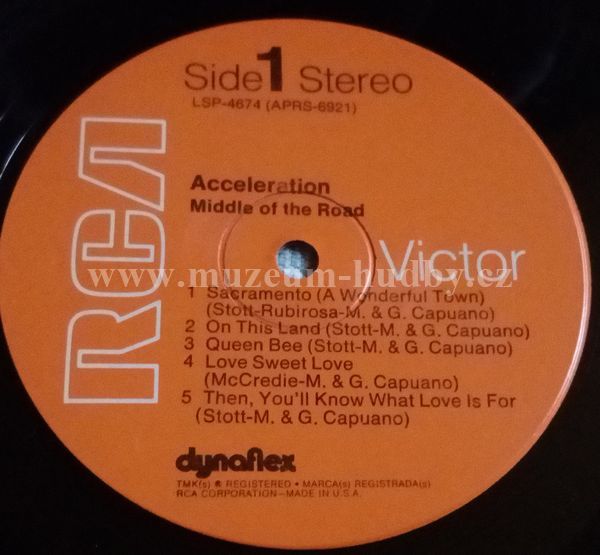 Side 1 Stereo
LSP-4674 (APRS-6921)
RCA
Acceleration
Middle of the Road
Victor
www.muzeum-hudby.cz
1 Sacramento (A Wonderful Town)
(Stott-Rubirosa-M. & G. Capuano)
2 On This Land (Stott-M. & G. Capuano)
3 Queen Bee (Stott-M. & G. Capuano)
4 Love Sweet Love
(McCredie-M. & G. Capuano)
5 Then, You'll Know What Love Is For
(Stott-M. & G. Capuano)
dynaflex
TMK(s) ® REGISTERED • MARCA(s) REGISTRADA(s)
RCA CORPORATION—MADE IN U.S.A.